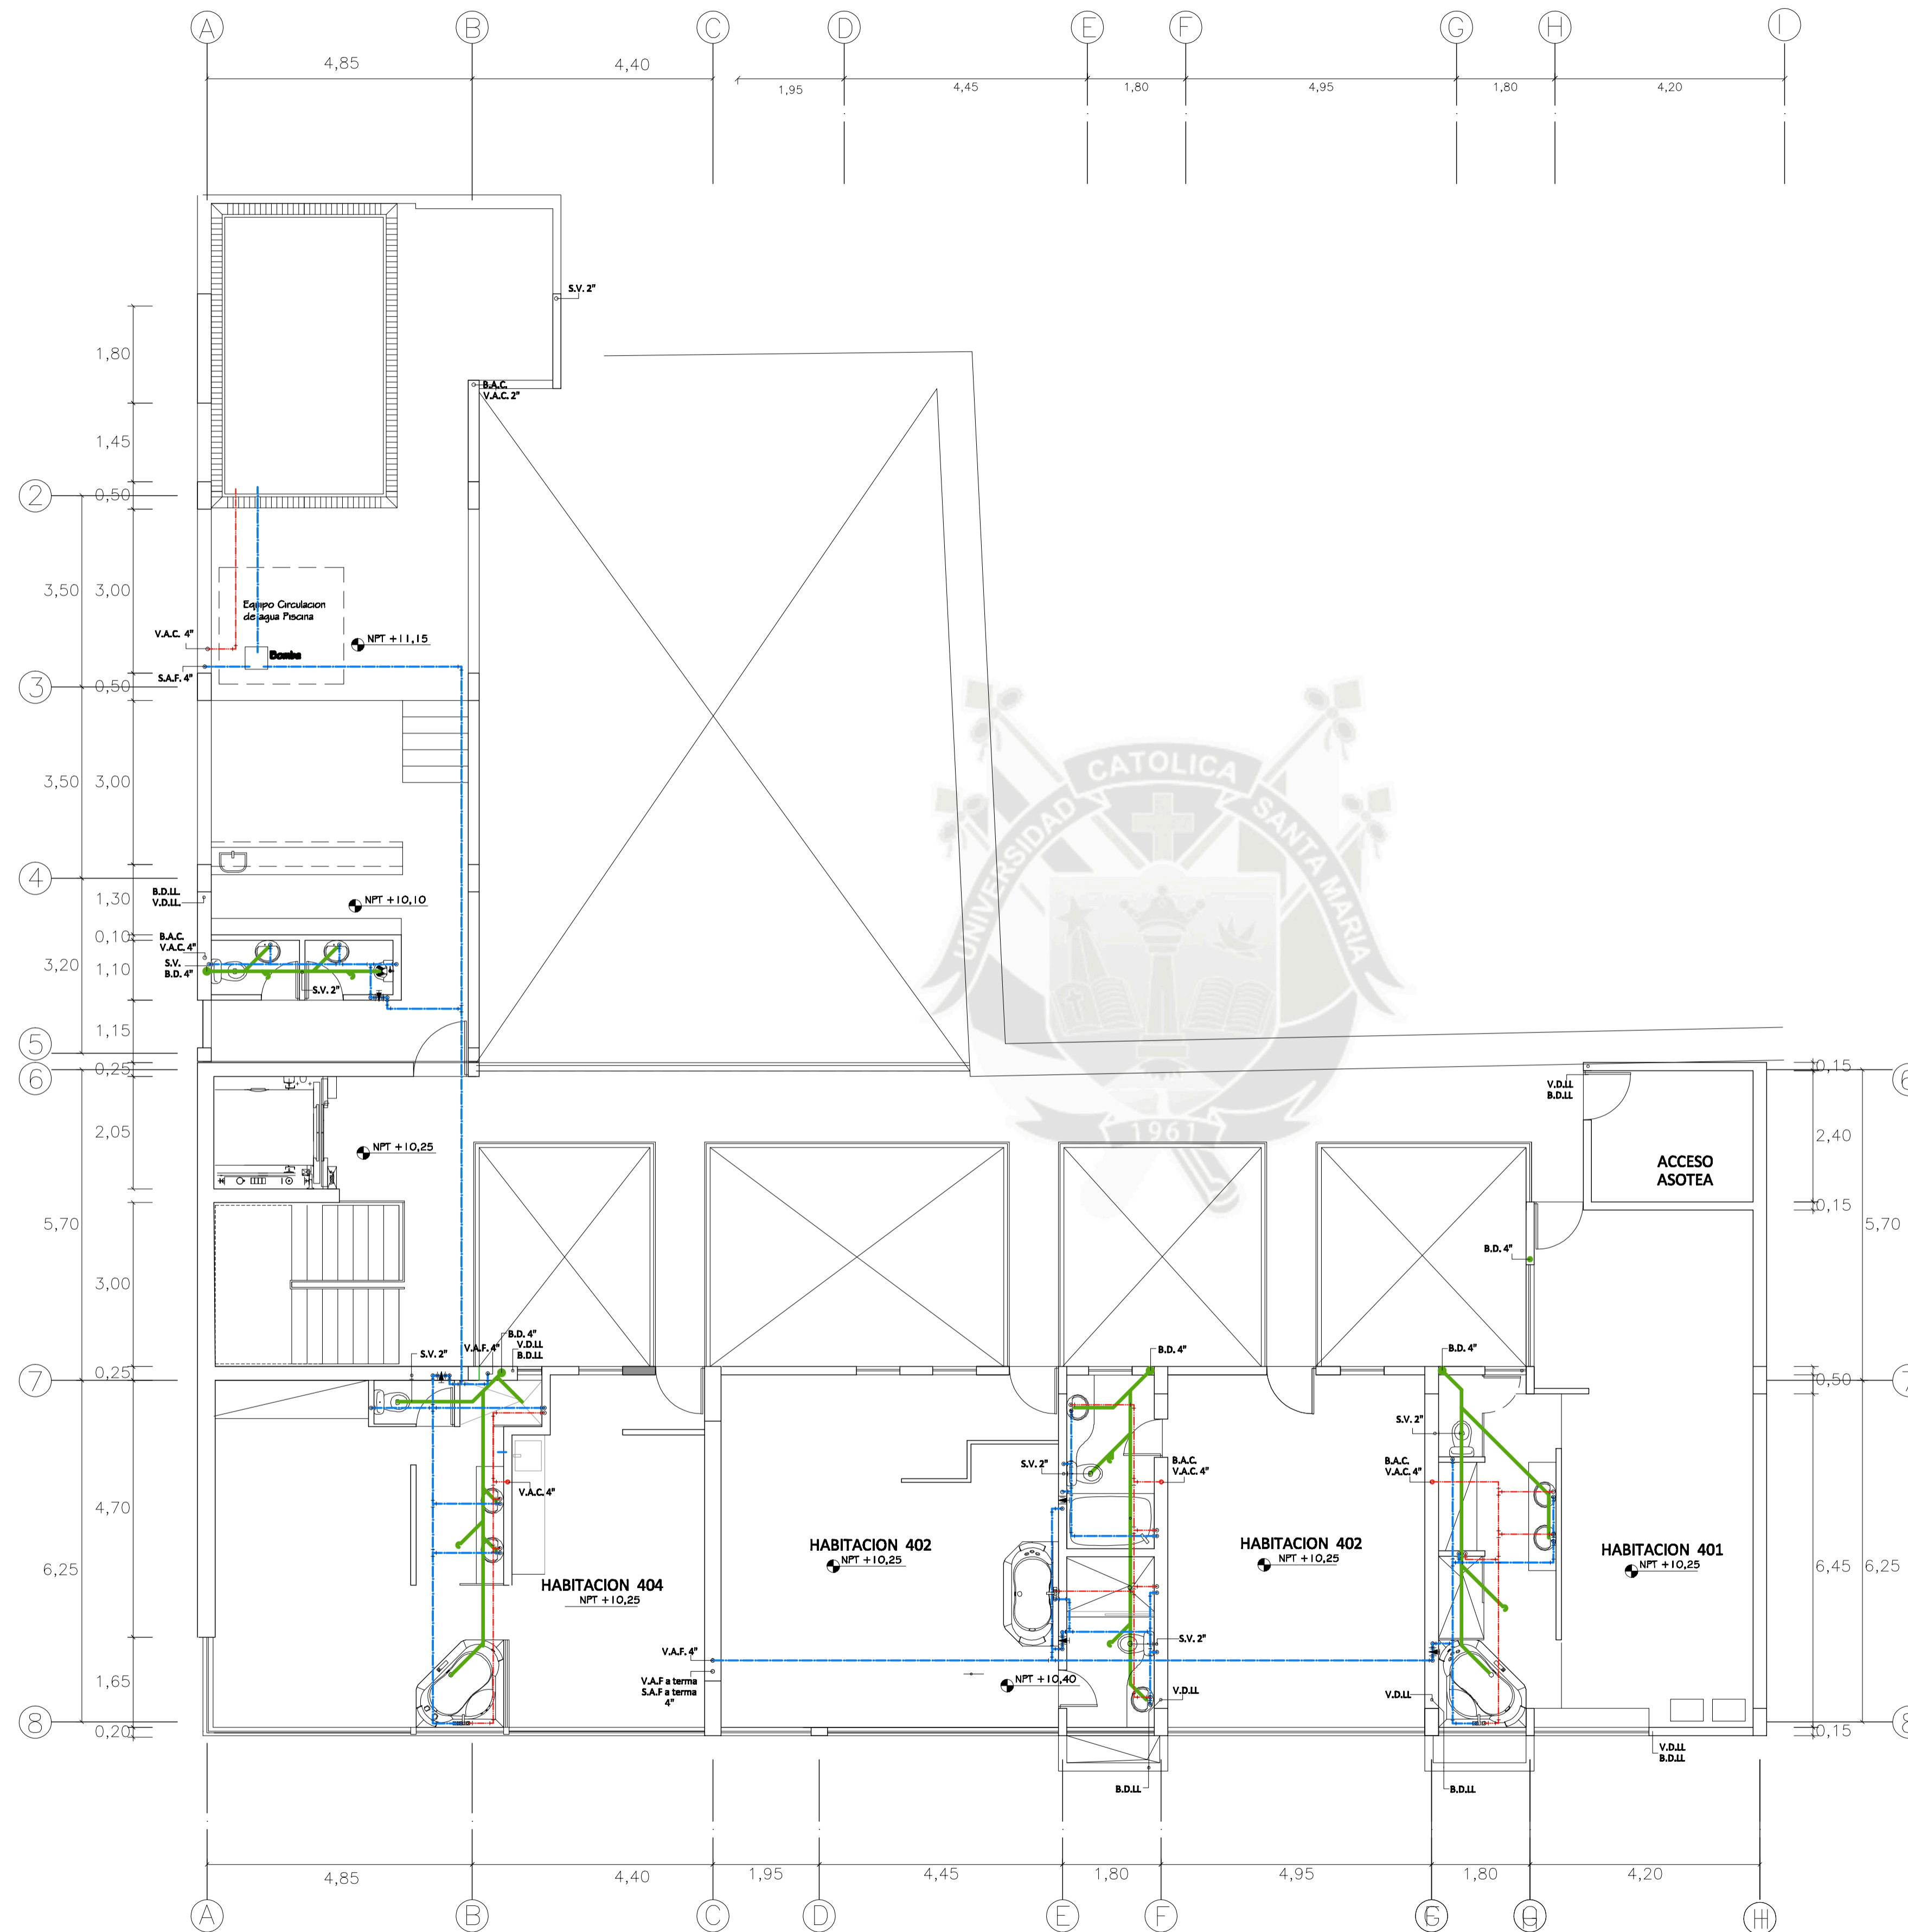 A B C D E F G H I
4,85 4,40 1,95 4,45 1,80 4,95 1,80 4,20
S.V. 2"
B.A.C.
V.A.C. 2"
1,80
1,45
2
0,50
3,50
3,00
Equipo Circulacion
de agua Piscina
V.A.C. 4"
NPT +11,15
Bomba
S.A.F. 4"
3
0,50
3,50
3,00
UNIVERSIDAD CATOLICA SANTA MARIA
1961
4
B.D.LL.
V.D.LL.
1,30
NPT +10,10
0,10
B.A.C.
V.A.C. 4"
S.V.
B.D. 4"
3,20
1,10
S.V. 2"
1,15
5
6
0,25
0,15
6
V.D.LL
B.D.LL
2,05
2,40
NPT +10,25
ACCESO
ASOTEA
0,15
5,70
5,70
B.D. 4"
3,00
B.D. 4"
V.D.LL
B.D.LL
V.A.F. 4"
S.V. 2"
B.D. 4"
B.D. 4"
7
0,25
0,50
7
S.V. 2"
S.V. 2"
B.A.C.
V.A.C. 4"
B.A.C.
V.A.C. 4"
V.A.C. 4"
4,70
HABITACION 402
NPT +10,25
HABITACION 402
NPT +10,25
HABITACION 401
NPT +10,25
6,25
6,45
6,25
HABITACION 404
NPT +10,25
S.V. 2"
V.A.F. 4"
V.A.F a terma
S.A.F a terma
4"
NPT +10,40
1,65
V.D.LL
V.D.LL
8
0,20
0,15
8
V.D.LL
B.D.LL
B.D.LL
B.D.LL
4,85 4,40 1,95 4,45 1,80 4,95 1,80 4,20
A B C D E F G H